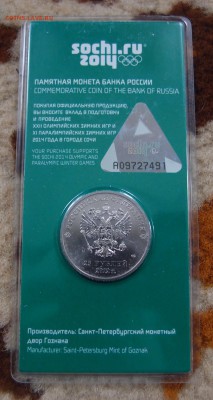 sochi.ru
2014
ПАМЯТНАЯ МОНЕТА БАНКА РОССИИ
COMMEMORATIVE COIN OF THE BANK OF RUSSIA
ПОКУПАЯ ОФИЦИАЛЬНУЮ ПРОДУКЦИЮ,
ВЫ ВНОСИТЕ ВКЛАД В ПОДГОТОВКУ
И ПРОВЕДЕНИЕ
XXII ОЛИМПИЙСКИХ ЗИМНИХ ИГР И
XI ПАРАЛИМПИЙСКИХ ЗИМНИХ ИГР
2014 ГОДА В ГОРОДЕ СОЧИ
YOUR PURCHASE SUPPORTS
THE SOCHI 2014 OLYMPIC AND
PARALYMPIC WINTER GAMES
A09727491
25 РУБЛЕЙ
Производитель: Санкт-Петербургский монетный
двор Гознака
Manufacturer: Saint-Petersburg Mint of Goznak